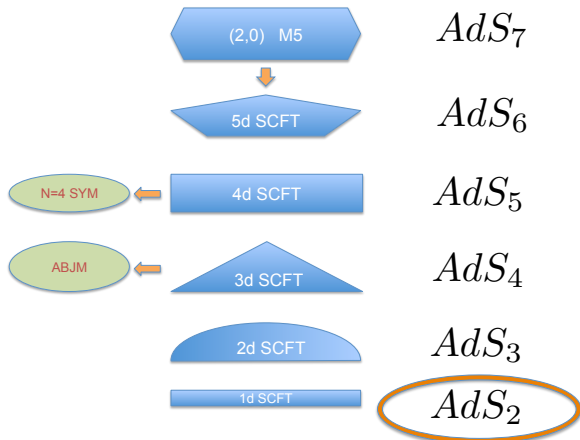 (2,0) M5 AdS₇
5d SCFT AdS₆
N=4 SYM 4d SCFT AdS₅
ABJM 3d SCFT AdS₄
2d SCFT AdS₃
1d SCFT AdS₂